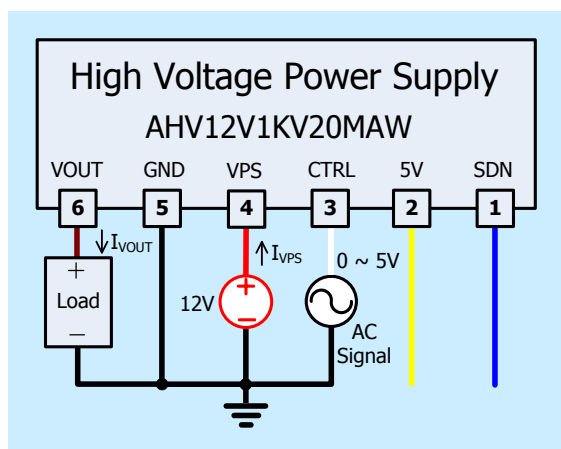 High Voltage Power Supply
AHV12V1KV20MAW
VOUT GND VPS CTRL 5V SDN
6 5 4 3 2 1
IVOUT IVPS 0 ~ 5V
+ +
Load 12V
− −
AC
Signal